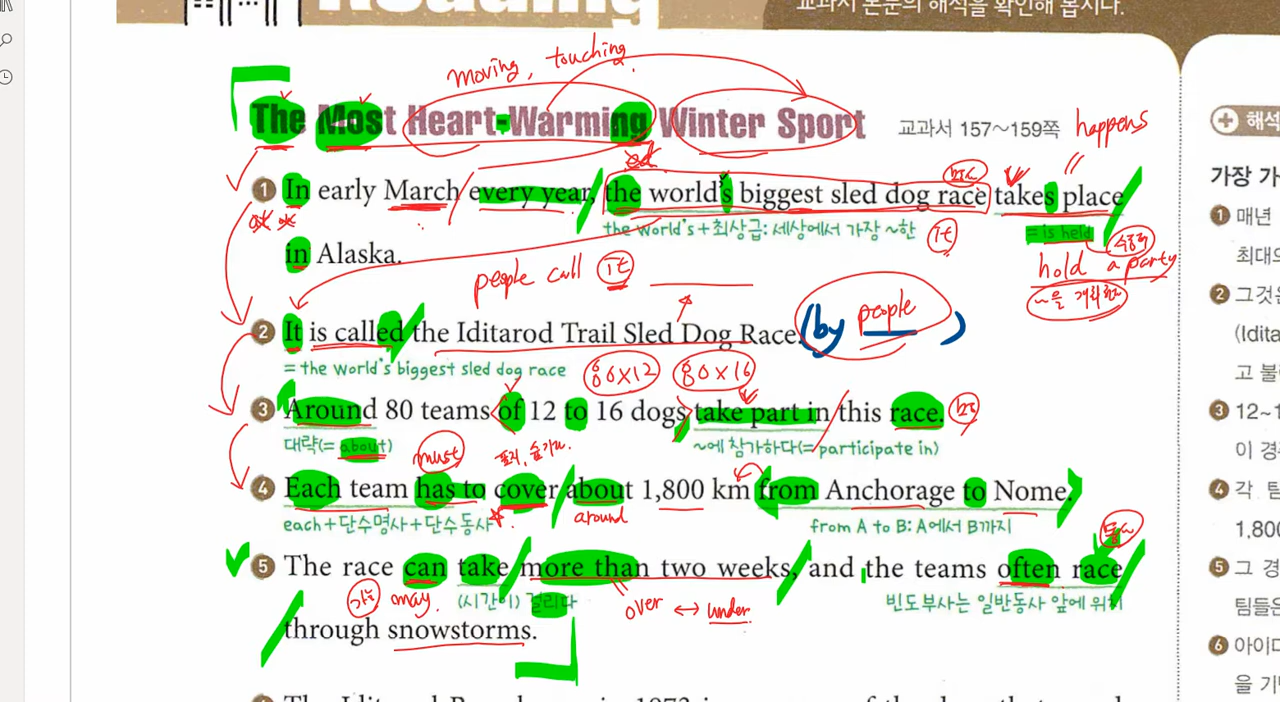 Reading
교과서 본문의 해석을 확인해 봅시다.
moving, touching.
The Most Heart-Warming Winter Sport 교과서 157~159쪽 happens
① In early March every year, the world's biggest sled dog race takes place
the world's + 최상급: 세상에서 가장 ~한 It = is held
in Alaska.
people call It
hold a party
② It is called the Iditarod Trail Sled Dog Race. (by people)
= the world's biggest sled dog race
80x12 80x16
③ Around 80 teams of 12 to 16 dogs take part in this race.
대략(= about) ~에 참가하다(= participate in)
must
④ Each team has to cover about 1,800 km from Anchorage to Nome.
each+단수명사+단수동사 around from A to B: A에서 B까지
⑤ The race can take more than two weeks, and the teams often race
may. (시간이) 걸리다 over ↔ under 빈도부사는 일반동사 앞에 위치
through snowstorms.
해석
가장 가
① 매년
최대의
② 그것은
(Idita
고 불
③ 12~1
이 경
④ 각 팀
1,800
⑤ 그 경
팀들은
⑥ 아이디
을 기